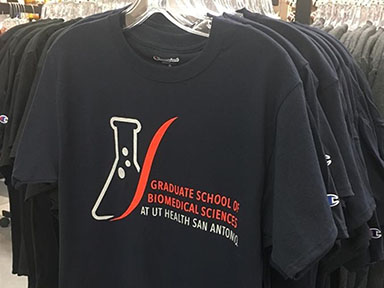 GRADUATE SCHOOL OF
BIOMEDICAL SCIENCES
AT UT HEALTH SAN ANTONIO